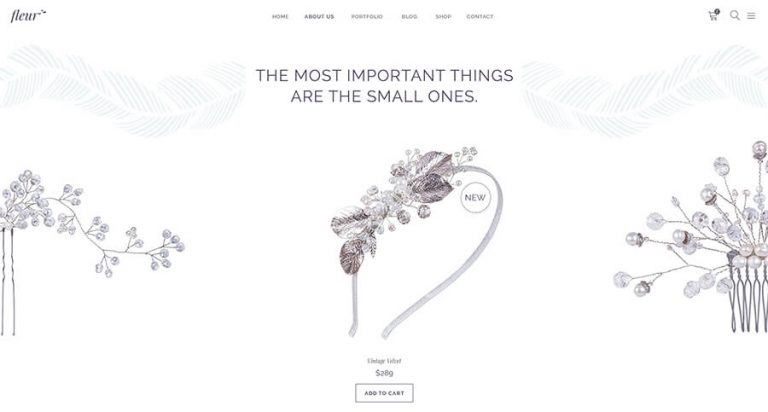 fleur
HOME ABOUT US PORTFOLIO BLOG SHOP CONTACT
2
THE MOST IMPORTANT THINGS
ARE THE SMALL ONES.
NEW
Vintage Velvet
$289
ADD TO CART